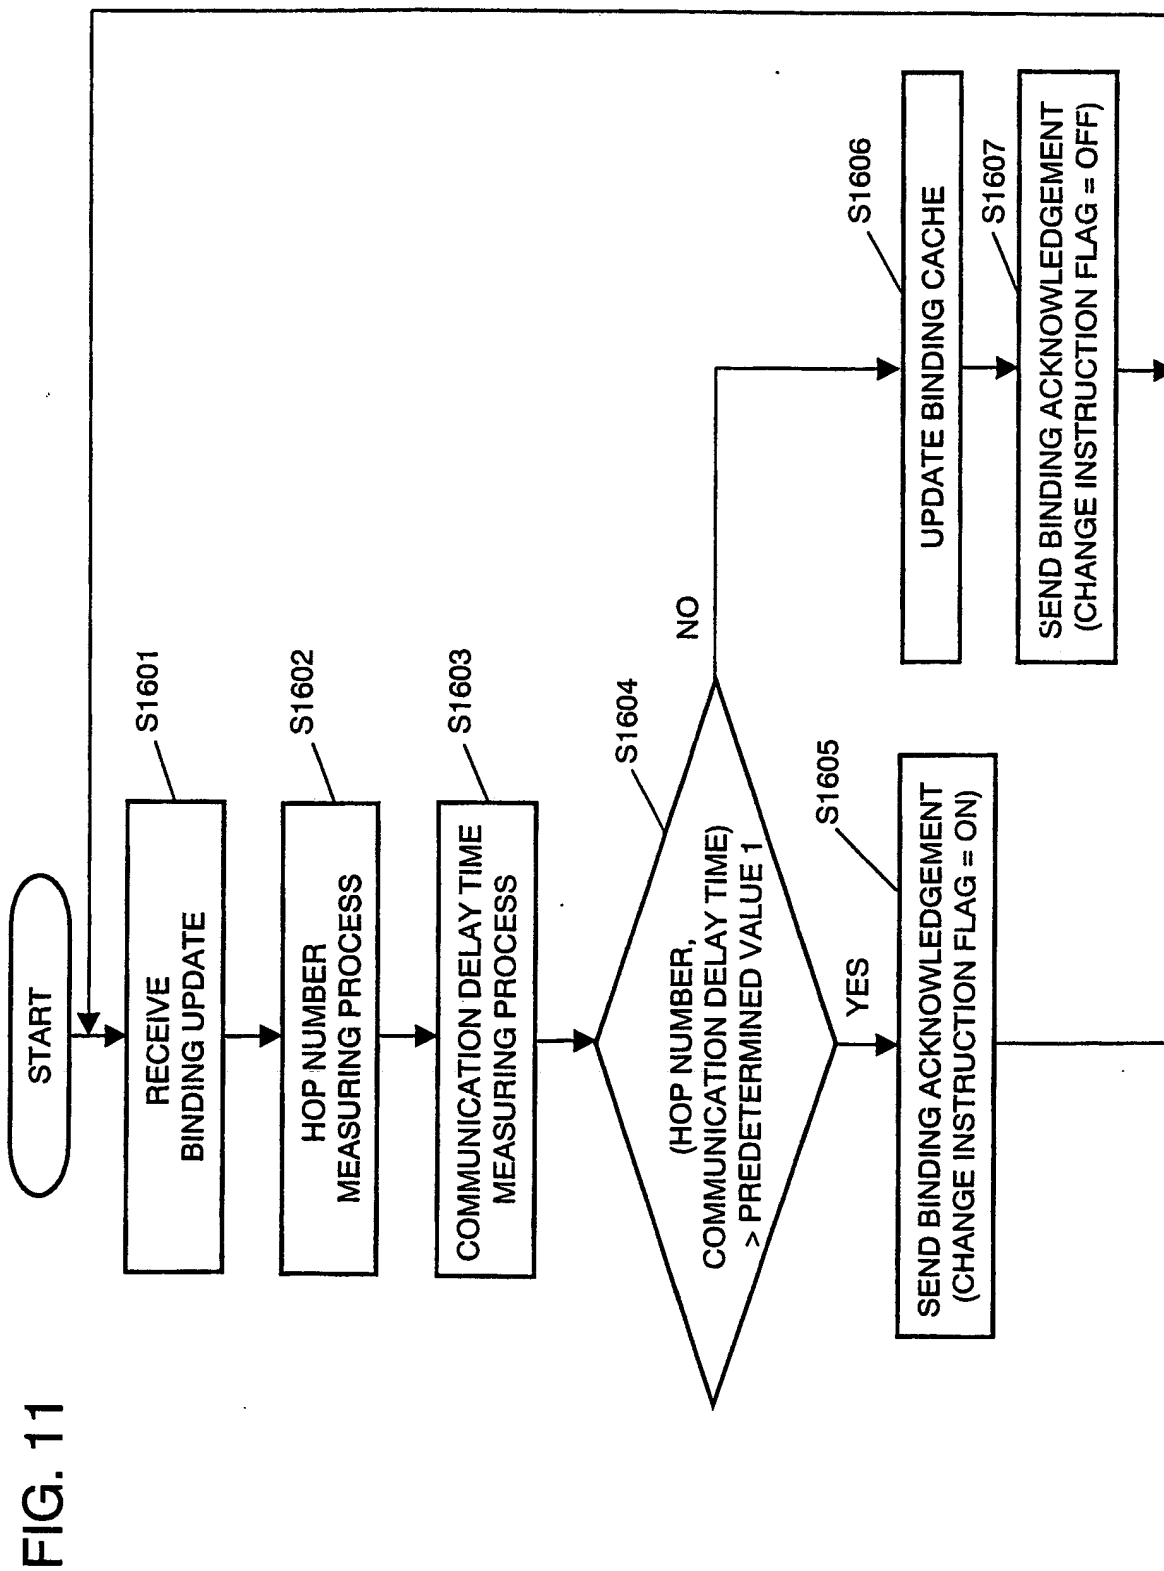 FIG. 11
START
RECEIVE
BINDING UPDATE
S1601
HOP NUMBER
MEASURING PROCESS
S1602
COMMUNICATION DELAY TIME
MEASURING PROCESS
S1603
(HOP NUMBER,
COMMUNICATION DELAY TIME)
> PREDETERMINED VALUE 1
S1604
NO
YES
SEND BINDING ACKNOWLEDGEMENT
(CHANGE INSTRUCTION FLAG = ON)
S1605
UPDATE BINDING CACHE
S1606
SEND BINDING ACKNOWLEDGEMENT
(CHANGE INSTRUCTION FLAG = OFF)
S1607